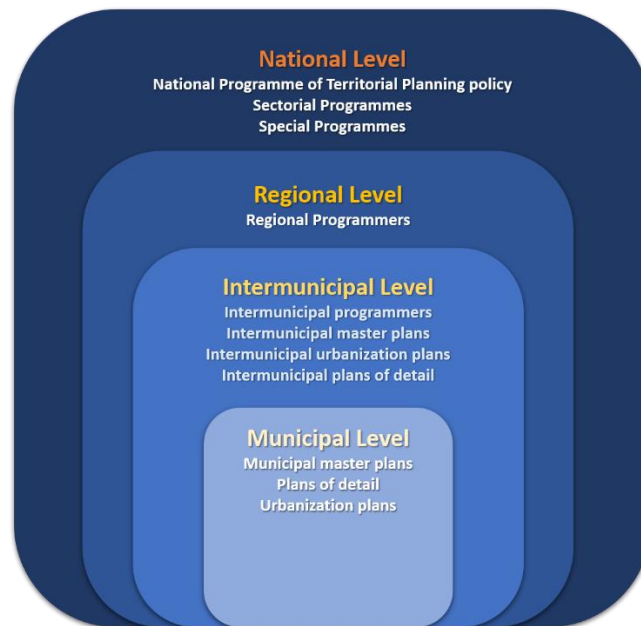 National Level
National Programme of Territorial Planning policy
Sectorial Programmes
Special Programmes
Regional Level
Regional Programmers
Intermunicipal Level
Intermunicipal programmers
Intermunicipal master plans
Intermunicipal urbanization plans
Intermunicipal plans of detail
Municipal Level
Municipal master plans
Plans of detail
Urbanization plans